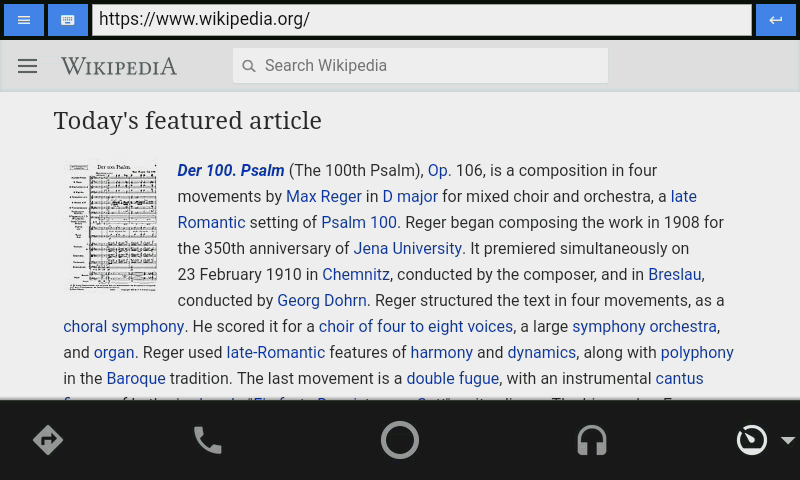 https://www.wikipedia.org/
WIKIPEDIA
Search Wikipedia
Today's featured article
Der 100. Psalm
Der 100. Psalm (The 100th Psalm), Op. 106, is a composition in four
movements by Max Reger in D major for mixed choir and orchestra, a late
Romantic setting of Psalm 100. Reger began composing the work in 1908 for
the 350th anniversary of Jena University. It premiered simultaneously on
23 February 1910 in Chemnitz, conducted by the composer, and in Breslau,
conducted by Georg Dohrn. Reger structured the text in four movements, as a
choral symphony. He scored it for a choir of four to eight voices, a large symphony orchestra,
and organ. Reger used late-Romantic features of harmony and dynamics, along with polyphony
in the Baroque tradition. The last movement is a double fugue, with an instrumental cantus